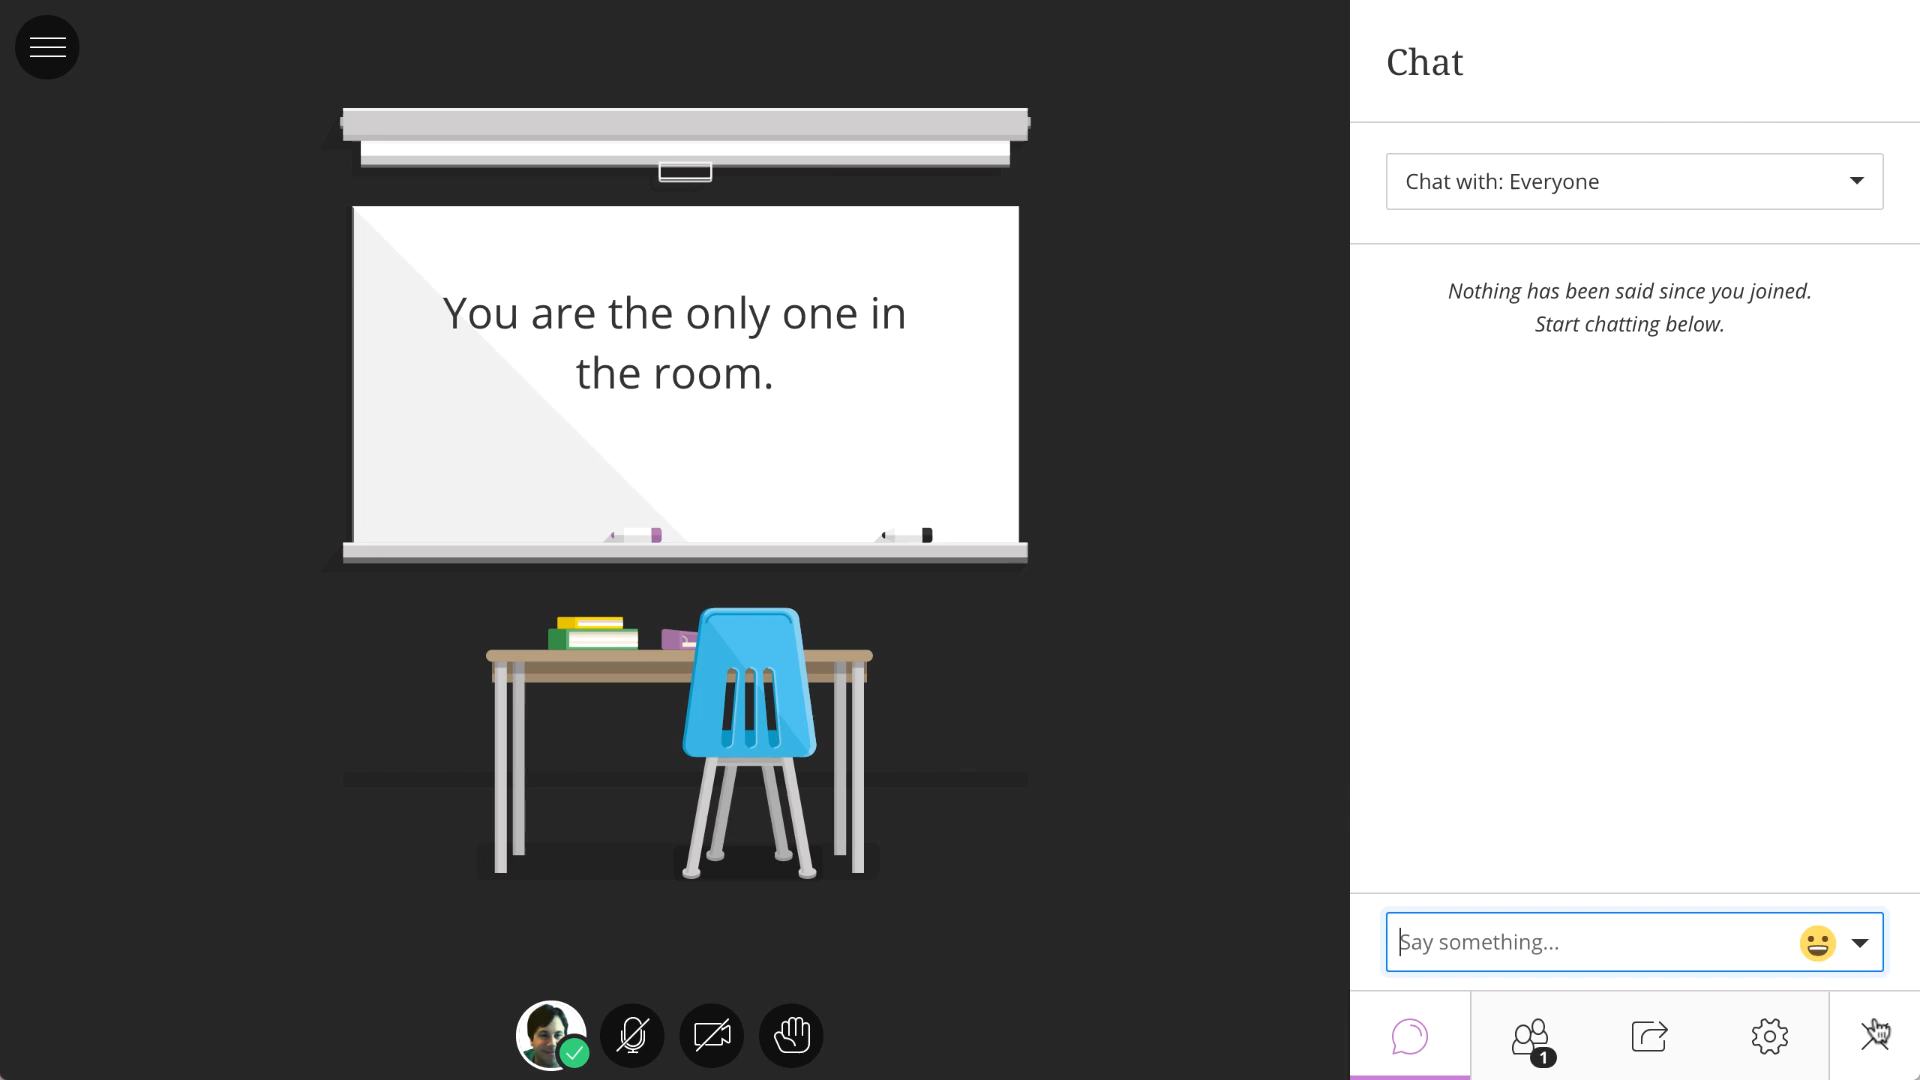 Chat
Chat with: Everyone
You are the only one in
the room.
Nothing has been said since you joined.
Start chatting below.
Say something...
1